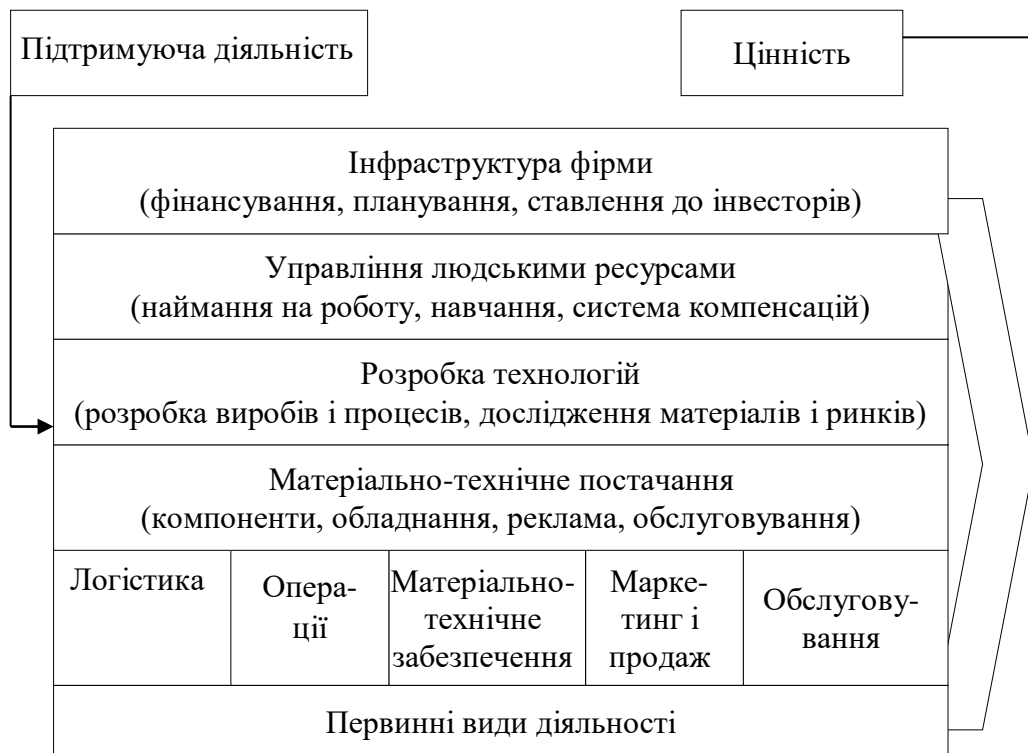 Підтримуюча діяльність
Цінність
Інфраструктура фірми
(фінансування, планування, ставлення до інвесторів)
Управління людськими ресурсами
(наймання на роботу, навчання, система компенсацій)
Розробка технологій
(розробка виробів і процесів, дослідження матеріалів і ринків)
Матеріально-технічне постачання
(компоненти, обладнання, реклама, обслуговування)
Логістика
Опера-
ції
Матеріально-
технічне
забезпечення
Марке-
тинг і
продаж
Обслугову-
вання
Первинні види діяльності